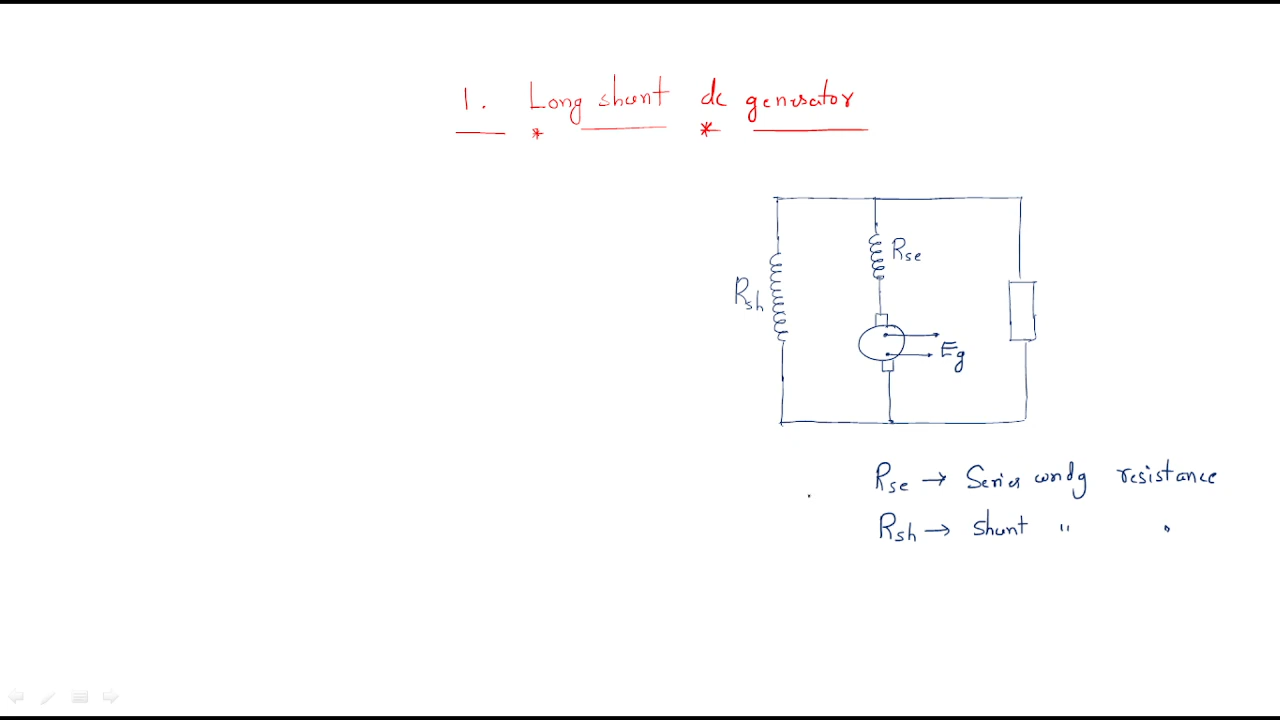 1. Long shunt dc generator
Rse
Rsh
Eg
Rse → Series wndg resistance
Rsh → shunt " "